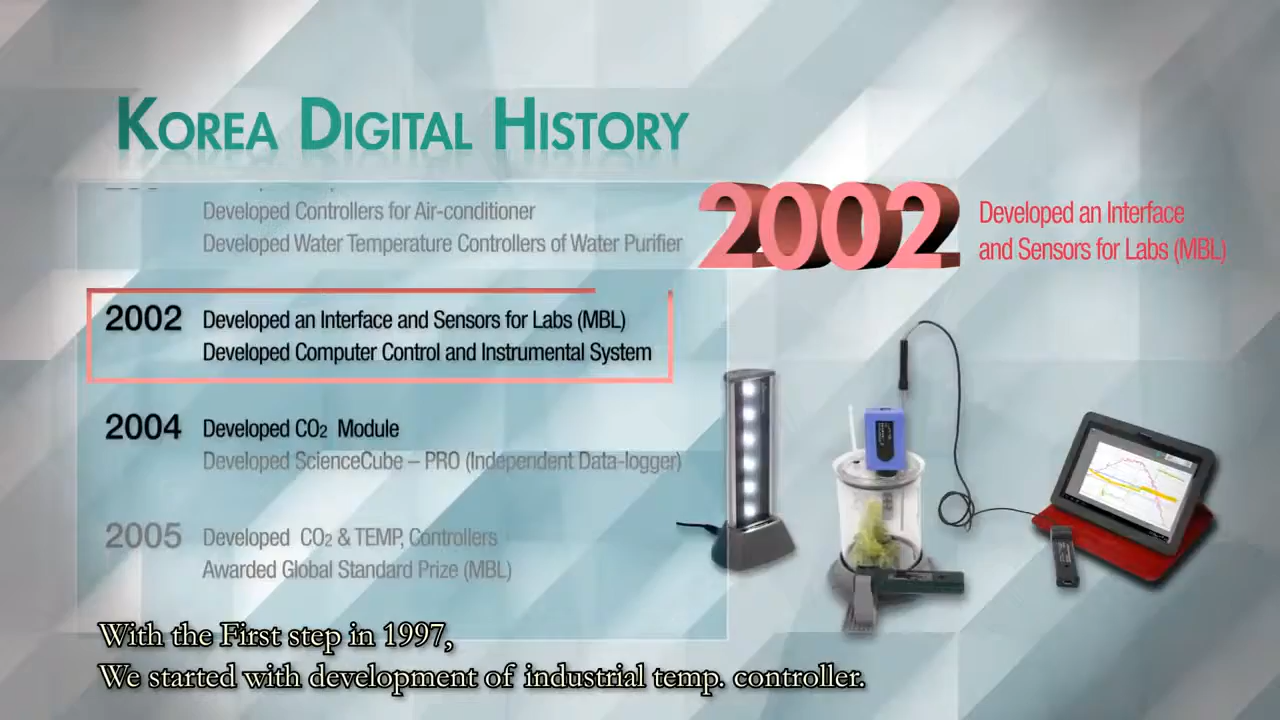 KOREA DIGITAL HISTORY
Developed Controllers for Air-conditioner
Developed Water Temperature Controllers of Water Purifier
2002
Developed an Interface
and Sensors for Labs (MBL)
2002 Developed an Interface and Sensors for Labs (MBL)
Developed Computer Control and Instrumental System
2004 Developed CO₂ Module
Developed ScienceCube – PRO (Independent Data-logger)
2005 Developed CO₂ & TEMP, Controllers
Awarded Global Standard Prize (MBL)
With the First step in 1997,
We started with development of industrial temp. controller.